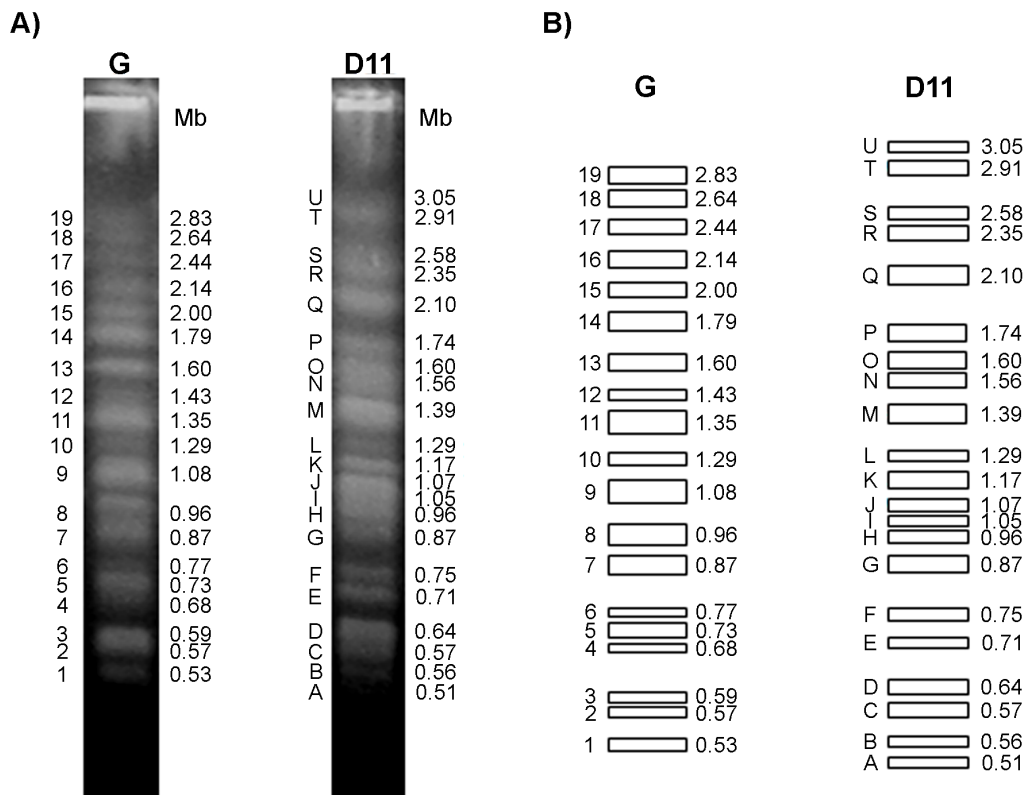 A)
G
Mb
19 2.83
18 2.64
17 2.44
16 2.14
15 2.00
14 1.79
13 1.60
12 1.43
11 1.35
10 1.29
9 1.08
8 0.96
7 0.87
6 0.77
5 0.73
4 0.68
3 0.59
2 0.57
1 0.53
D11
Mb
U 3.05
T 2.91
S 2.58
R 2.35
Q 2.10
P 1.74
O 1.60
N 1.56
M 1.39
L 1.29
K 1.17
J 1.07
I 1.05
H 0.96
G 0.87
F 0.75
E 0.71
D 0.64
C 0.57
B 0.56
A 0.51
B)
G
19 2.83
18 2.64
17 2.44
16 2.14
15 2.00
14 1.79
13 1.60
12 1.43
11 1.35
10 1.29
9 1.08
8 0.96
7 0.87
6 0.77
5 0.73
4 0.68
3 0.59
2 0.57
1 0.53
D11
U 3.05
T 2.91
S 2.58
R 2.35
Q 2.10
P 1.74
O 1.60
N 1.56
M 1.39
L 1.29
K 1.17
J 1.07
I 1.05
H 0.96
G 0.87
F 0.75
E 0.71
D 0.64
C 0.57
B 0.56
A 0.51